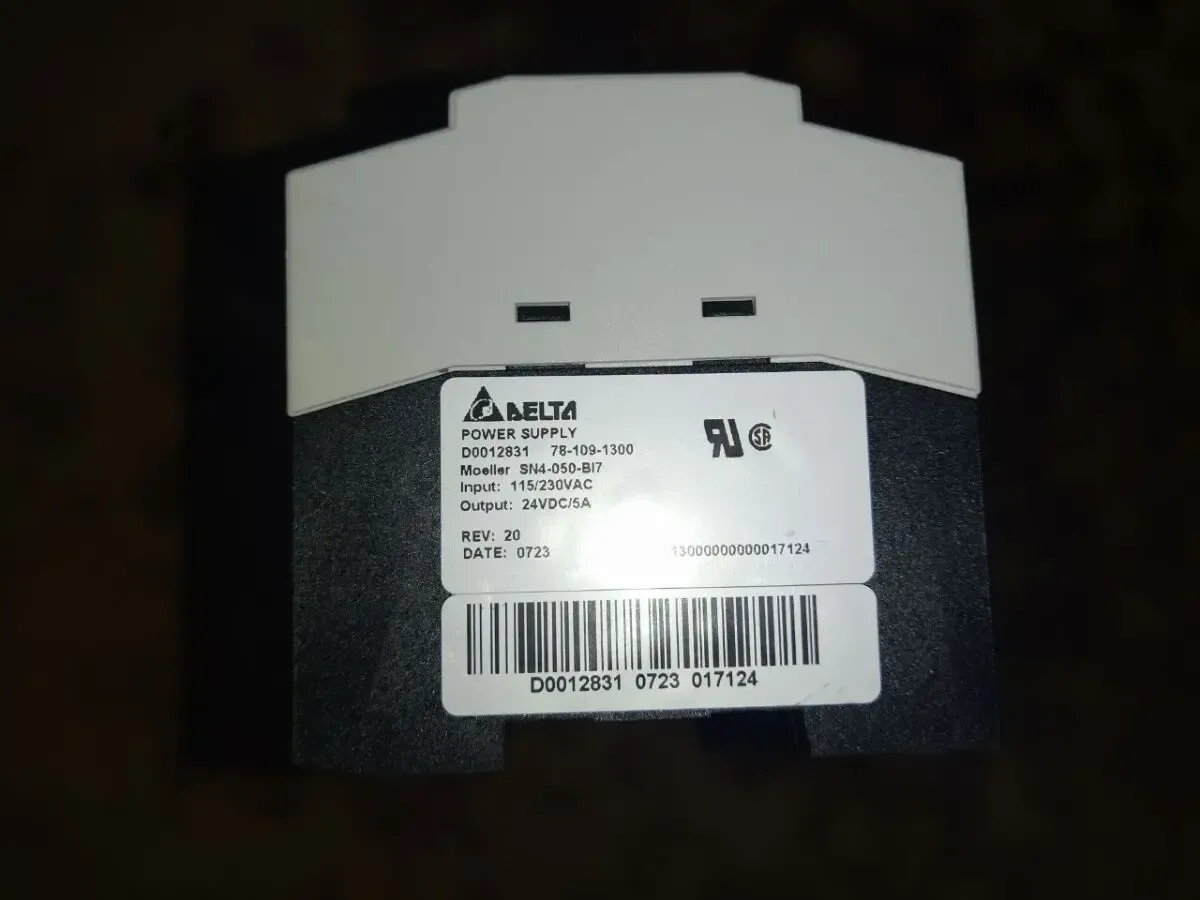 DELTA
POWER SUPPLY
D0012831 78-109-1300
Moeller SN4-050-BI7
Input: 115/230VAC
Output: 24VDC/5A
REV: 20
DATE: 0723
D0012831 0723 017124